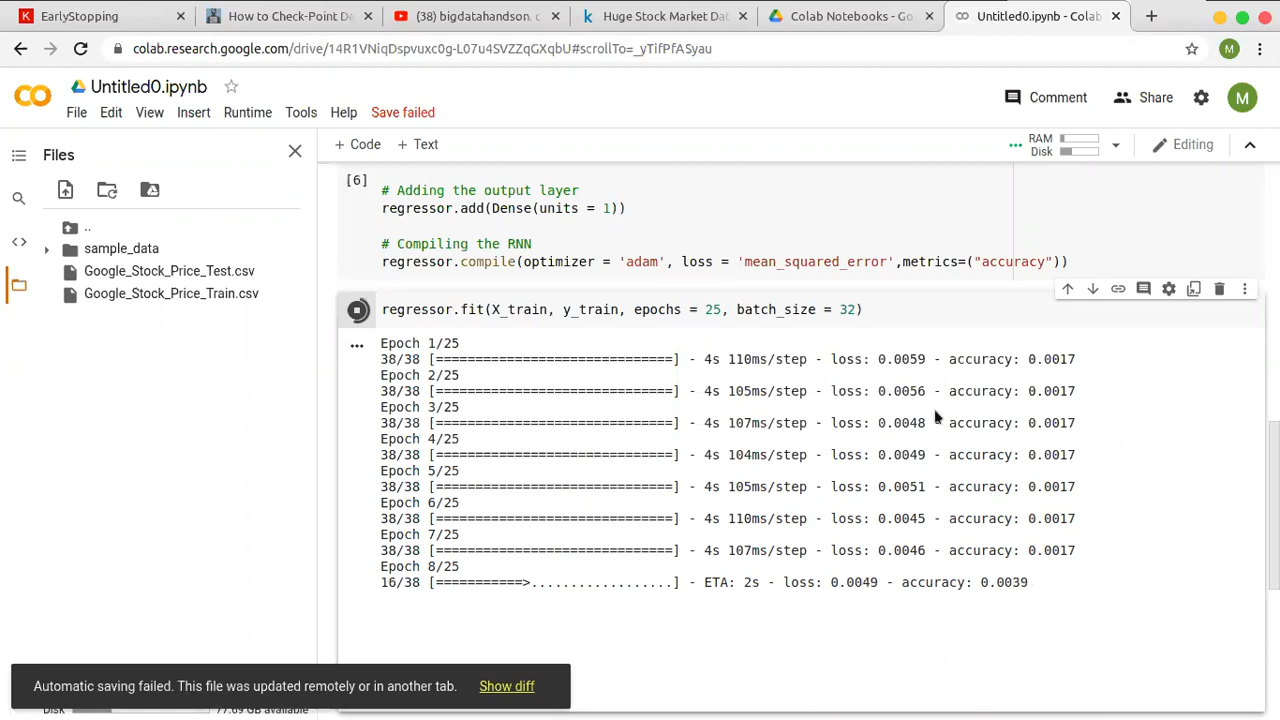 EarlyStopping
How to Check-Point De
(38) bigdatahandson.
Huge Stock Market Da
Colab Notebooks - Go
Untitled0.ipynb - Colab
colab.research.google.com/drive/14R1VNiqDspvuxc0g-L07u4SVZZqGXqbU#scrollTo=_yTifPfASyau
M
Untitled0.ipynb
Comment
Share
M
File Edit View Insert Runtime Tools Help Save failed
Files
+ Code + Text
RAM
Disk
Editing
..
sample_data
Google_Stock_Price_Test.csv
Google_Stock_Price_Train.csv
[6]
# Adding the output layer
regressor.add(Dense(units = 1))
# Compiling the RNN
regressor.compile(optimizer = 'adam', loss = 'mean_squared_error',metrics=("accuracy"))
regressor.fit(X_train, y_train, epochs = 25, batch_size = 32)
Epoch 1/25
38/38 [==============================] - 4s 110ms/step - loss: 0.0059 - accuracy: 0.0017
Epoch 2/25
38/38 [==============================] - 4s 105ms/step - loss: 0.0056 - accuracy: 0.0017
Epoch 3/25
38/38 [==============================] - 4s 107ms/step - loss: 0.0048 - accuracy: 0.0017
Epoch 4/25
38/38 [==============================] - 4s 104ms/step - loss: 0.0049 - accuracy: 0.0017
Epoch 5/25
38/38 [==============================] - 4s 105ms/step - loss: 0.0051 - accuracy: 0.0017
Epoch 6/25
38/38 [==============================] - 4s 110ms/step - loss: 0.0045 - accuracy: 0.0017
Epoch 7/25
38/38 [==============================] - 4s 107ms/step - loss: 0.0046 - accuracy: 0.0017
Epoch 8/25
16/38 [===========>..................] - ETA: 2s - loss: 0.0049 - accuracy: 0.0039
Automatic saving failed. This file was updated remotely or in another tab. Show diff
Disk 77.69 GB available